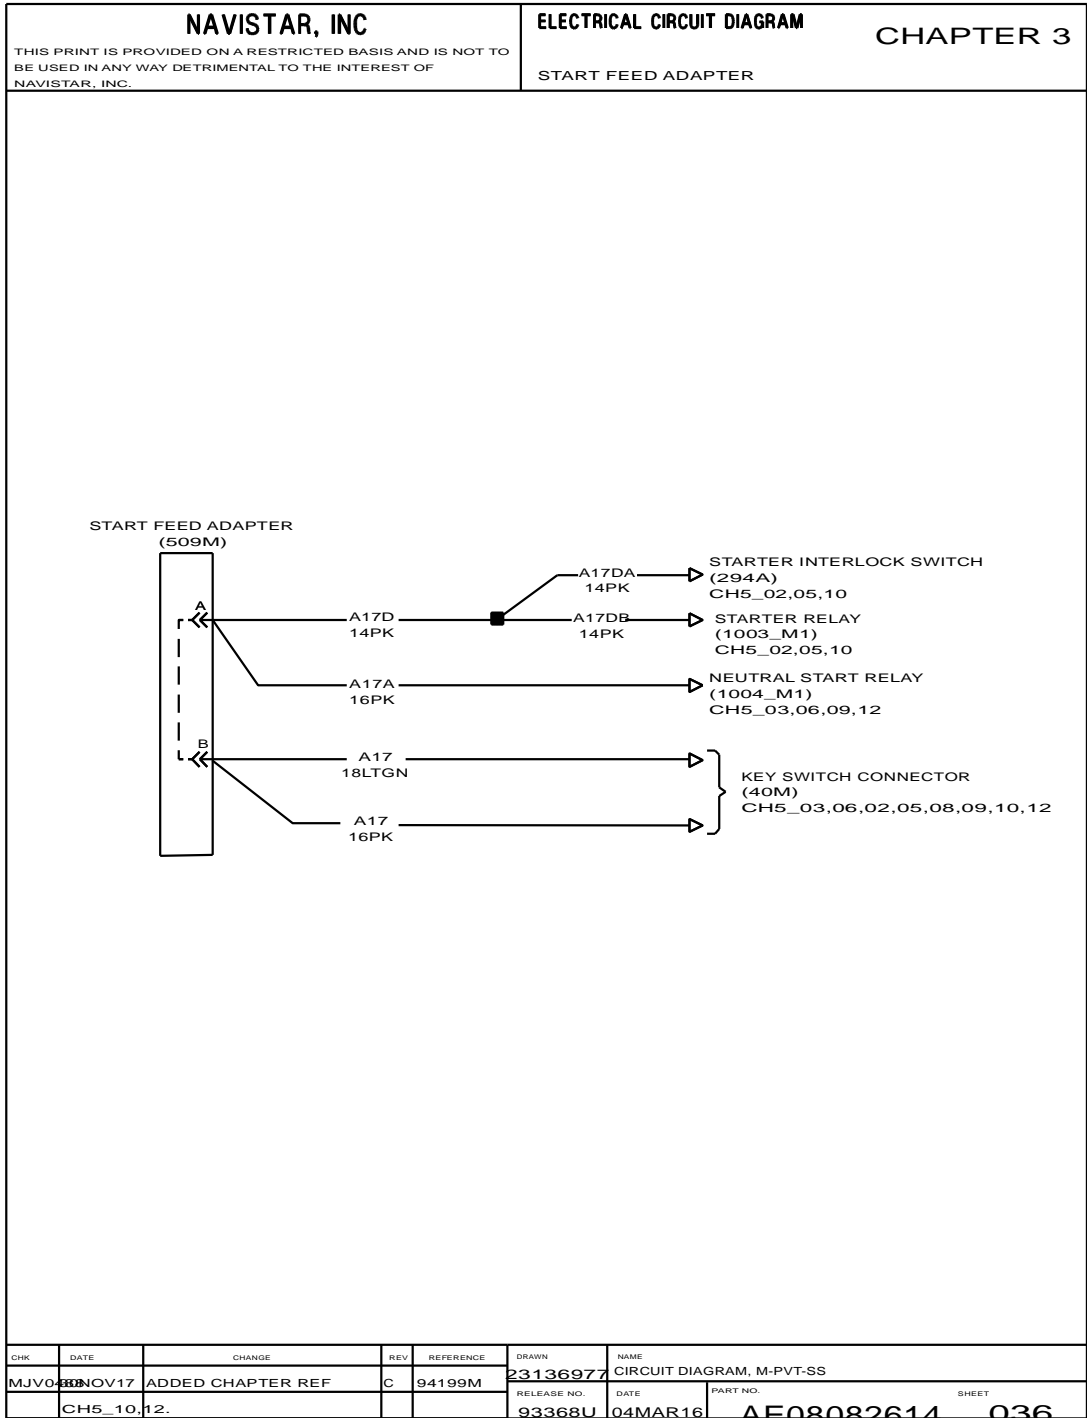 NAVISTAR, INC
THIS PRINT IS PROVIDED ON A RESTRICTED BASIS AND IS NOT TO
BE USED IN ANY WAY DETRIMENTAL TO THE INTEREST OF
NAVISTAR, INC.
ELECTRICAL CIRCUIT DIAGRAM
START FEED ADAPTER
CHAPTER 3
START FEED ADAPTER
(509M)
A
B
A17D
14PK
A17DA
14PK
A17DB
14PK
A17A
16PK
A17
18LTGN
A17
16PK
STARTER INTERLOCK SWITCH
(294A)
CH5_02,05,10
STARTER RELAY
(1003_M1)
CH5_02,05,10
NEUTRAL START RELAY
(1004_M1)
CH5_03,06,09,12
KEY SWITCH CONNECTOR
(40M)
CH5_03,06,02,05,08,09,10,12
CHK DATE CHANGE REV REFERENCE
ADDED CHAPTER REF C 94199M
CH5_10,12.
DRAWN
23136977
NAME
CIRCUIT DIAGRAM, M-PVT-SS
RELEASE NO.
93368U
DATE
04MAR16
PART NO.
AE08082614
SHEET
036